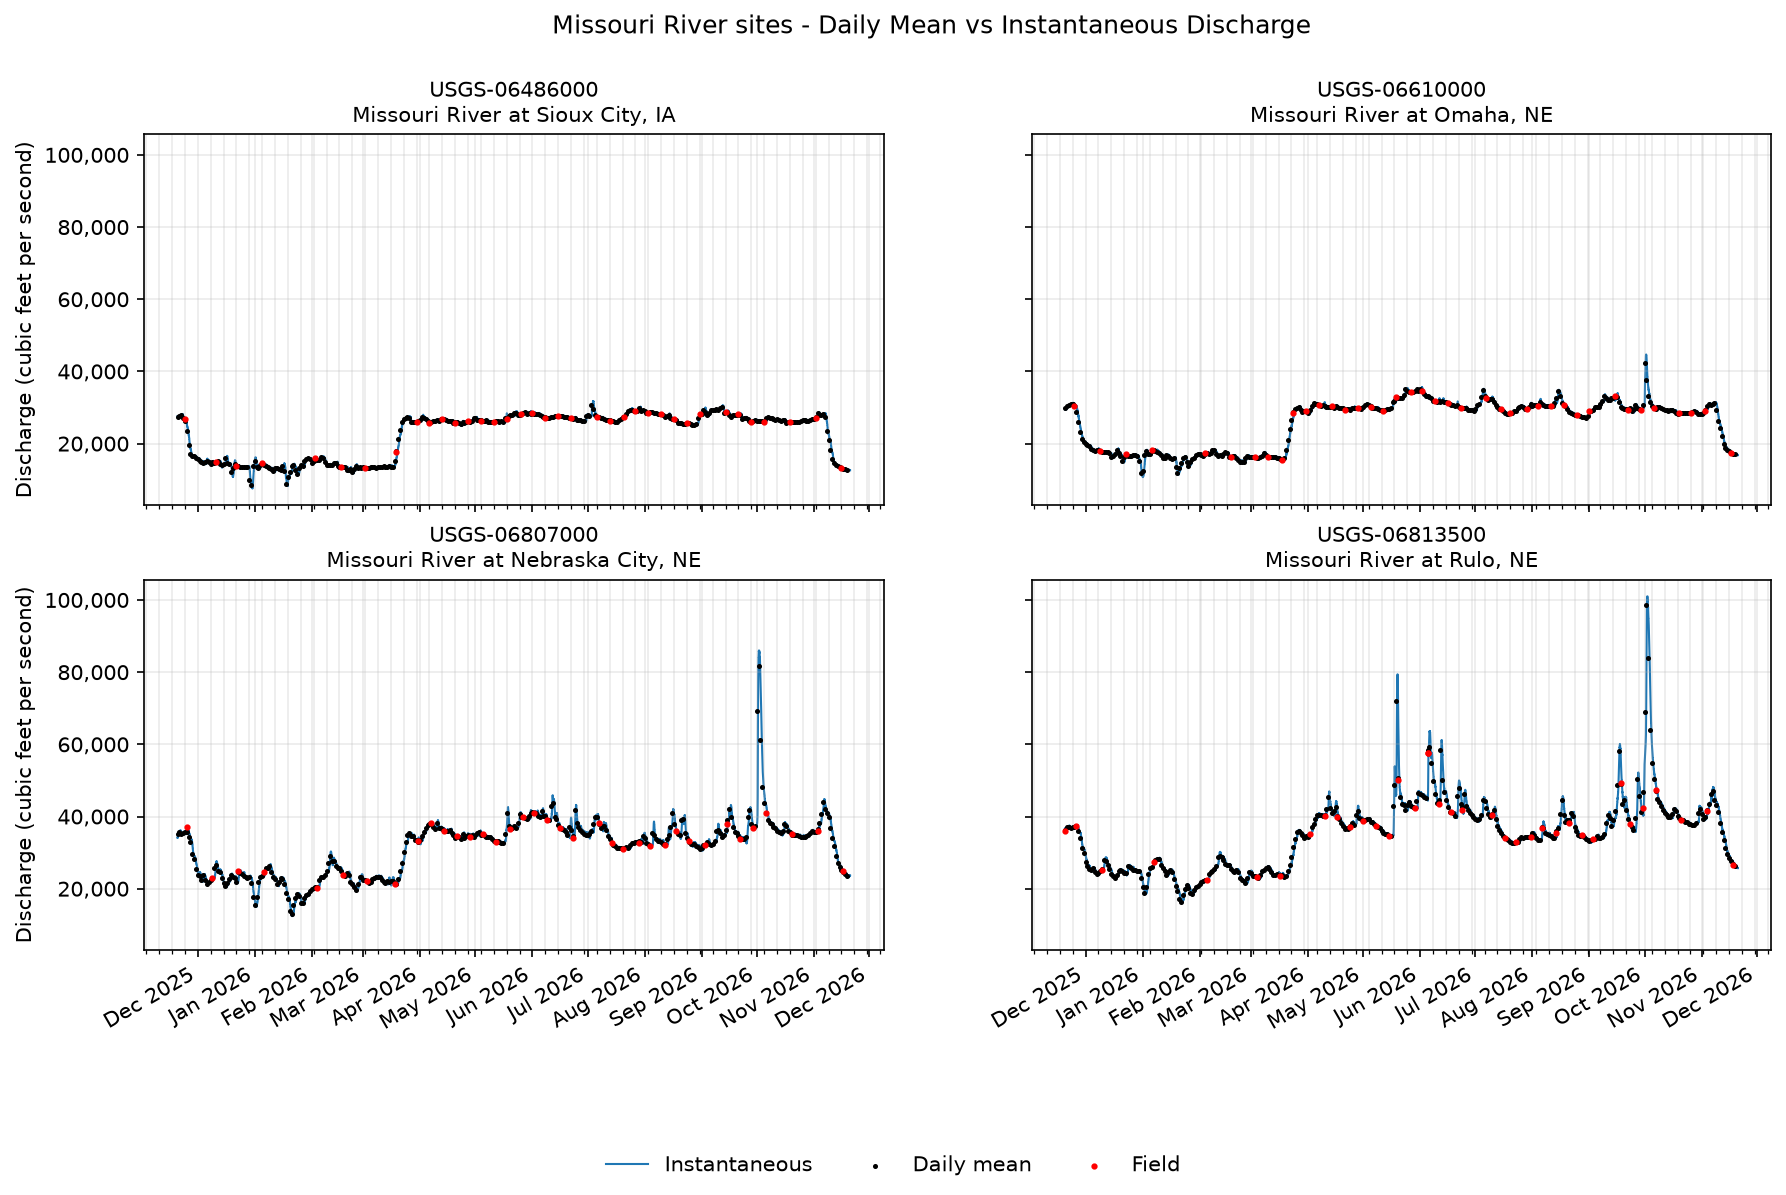 Missouri River sites - Daily Mean vs Instantaneous Discharge
USGS-06486000
Missouri River at Sioux City, IA
USGS-06610000
Missouri River at Omaha, NE
Discharge (cubic feet per second)
100,000
80,000
60,000
40,000
20,000
USGS-06807000
Missouri River at Nebraska City, NE
USGS-06813500
Missouri River at Rulo, NE
Discharge (cubic feet per second)
100,000
80,000
60,000
40,000
20,000
Dec 2025
Jan 2026
Feb 2026
Mar 2026
Apr 2026
May 2026
Jun 2026
Jul 2026
Aug 2026
Sep 2026
Oct 2026
Nov 2026
Dec 2026
Dec 2025
Jan 2026
Feb 2026
Mar 2026
Apr 2026
May 2026
Jun 2026
Jul 2026
Aug 2026
Sep 2026
Oct 2026
Nov 2026
Dec 2026
Instantaneous
Daily mean
Field